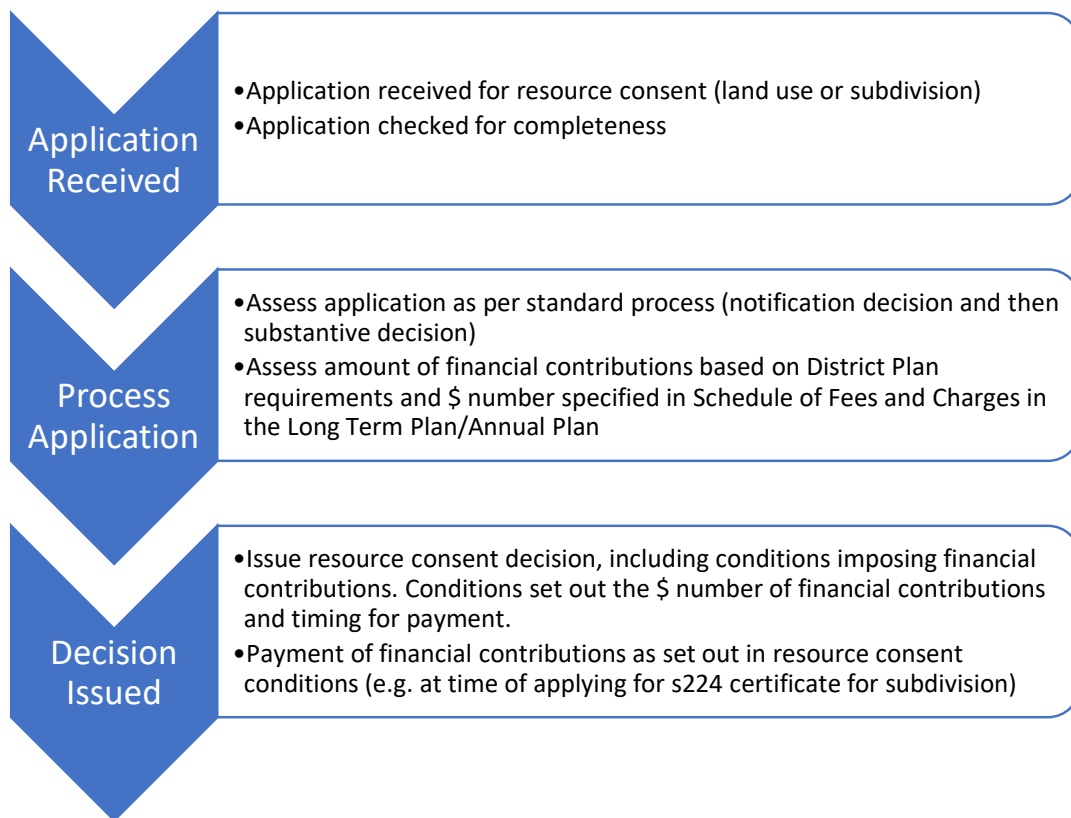 Application
Received
•Application received for resource consent (land use or subdivision)
•Application checked for completeness
Process
Application
•Assess application as per standard process (notification decision and then
substantive decision)
•Assess amount of financial contributions based on District Plan
requirements and $ number specified in Schedule of Fees and Charges in
the Long Term Plan/Annual Plan
Decision
Issued
•Issue resource consent decision, including conditions imposing financial
contributions. Conditions set out the $ number of financial contributions
and timing for payment.
•Payment of financial contributions as set out in resource consent
conditions (e.g. at time of applying for s224 certificate for subdivision)